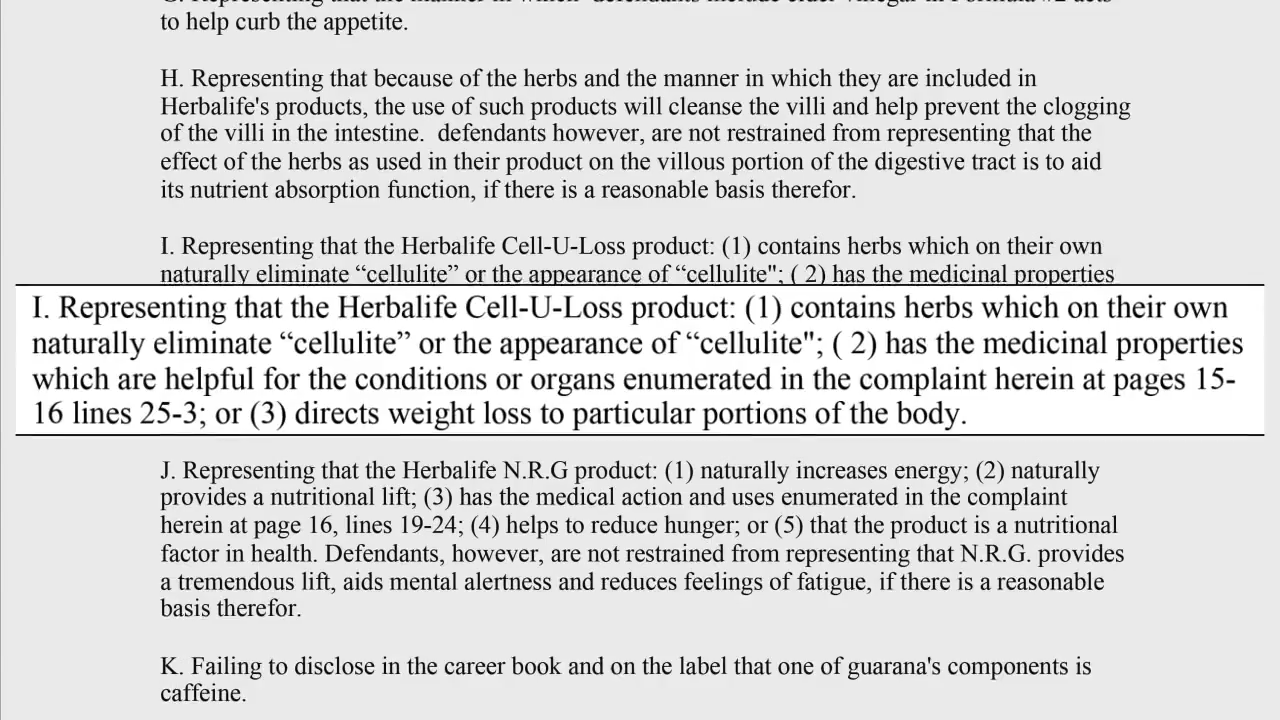 to help curb the appetite.
H. Representing that because of the herbs and the manner in which they are included in
Herbalife's products, the use of such products will cleanse the villi and help prevent the clogging
of the villi in the intestine.  defendants however, are not restrained from representing that the
effect of the herbs as used in their product on the villous portion of the digestive tract is to aid
its nutrient absorption function, if there is a reasonable basis therefor.
I. Representing that the Herbalife Cell-U-Loss product: (1) contains herbs which on their own
naturally eliminate “cellulite” or the appearance of “cellulite"; ( 2) has the medicinal properties
I. Representing that the Herbalife Cell-U-Loss product: (1) contains herbs which on their own
naturally eliminate “cellulite” or the appearance of “cellulite"; ( 2) has the medicinal properties
which are helpful for the conditions or organs enumerated in the complaint herein at pages 15-
16 lines 25-3; or (3) directs weight loss to particular portions of the body.
J. Representing that the Herbalife N.R.G product: (1) naturally increases energy; (2) naturally
provides a nutritional lift; (3) has the medical action and uses enumerated in the complaint
herein at page 16, lines 19-24; (4) helps to reduce hunger; or (5) that the product is a nutritional
factor in health. Defendants, however, are not restrained from representing that N.R.G. provides
a tremendous lift, aids mental alertness and reduces feelings of fatigue, if there is a reasonable
basis therefor.
K. Failing to disclose in the career book and on the label that one of guarana's components is
caffeine.